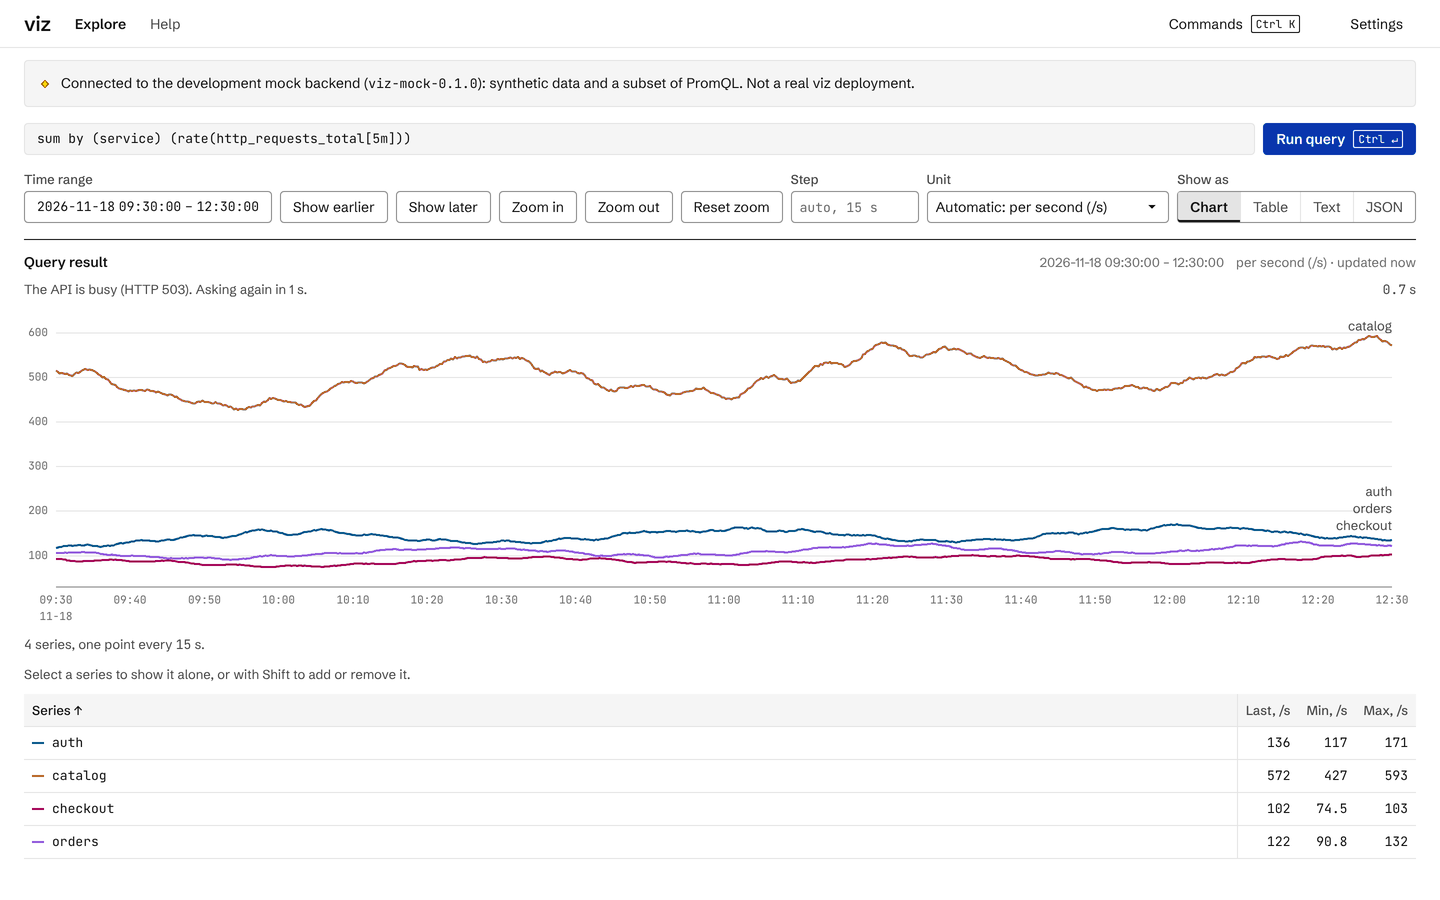 viz Explore Help Commands Ctrl K Settings
Connected to the development mock backend (viz-mock-0.1.0): synthetic data and a subset of PromQL. Not a real viz deployment.
sum by (service) (rate(http_requests_total[5m])) Run query Ctrl ↵
Time range Step Unit Show as
2026-11-18 09:30:00 – 12:30:00 Show earlier Show later Zoom in Zoom out Reset zoom auto, 15 s Automatic: per second (/s) Chart Table Text JSON
Query result 2026-11-18 09:30:00 – 12:30:00 per second (/s) · updated now
The API is busy (HTTP 503). Asking again in 1 s. 0.7 s
catalog
600
500
400
300
auth
200 orders
checkout
100
09:30 09:40 09:50 10:00 10:10 10:20 10:30 10:40 10:50 11:00 11:10 11:20 11:30 11:40 11:50 12:00 12:10 12:20 12:30
11-18
4 series, one point every 15 s.
Select a series to show it alone, or with Shift to add or remove it.
Series ↑ Last, /s Min, /s Max, /s
auth 136 117 171
catalog 572 427 593
checkout 102 74.5 103
orders 122 90.8 132